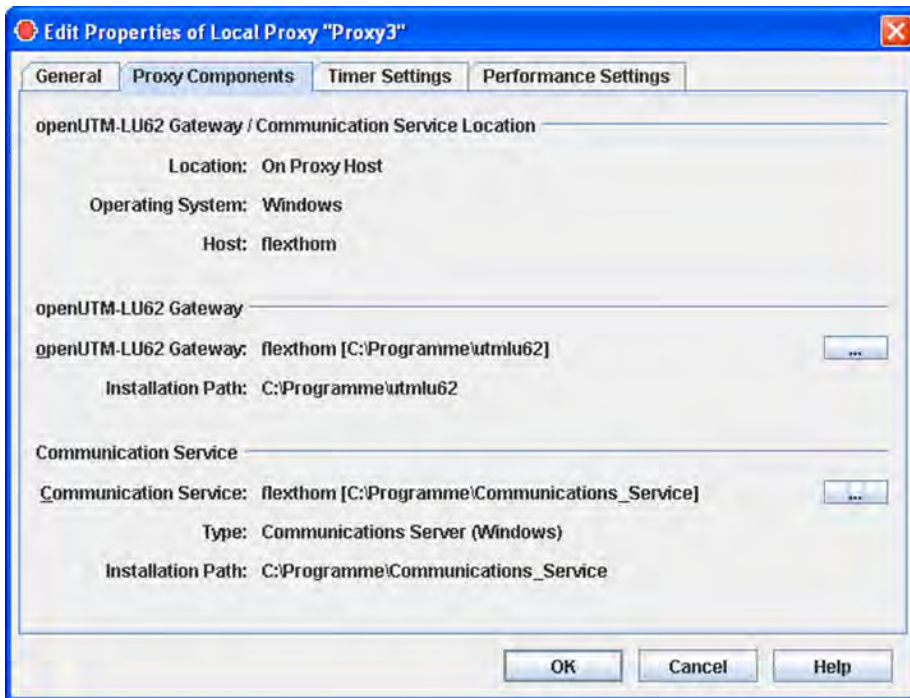 Edit Properties of Local Proxy "Proxy3"
General Proxy Components Timer Settings Performance Settings
openUTM-LU62 Gateway / Communication Service Location
Location: On Proxy Host
Operating System: Windows
Host: flexthom
openUTM-LU62 Gateway
openUTM-LU62 Gateway: flexthom [C:\Programme\utmlu62] ...
Installation Path: C:\Programme\utmlu62
Communication Service
Communication Service: flexthom [C:\Programme\Communications_Service] ...
Type: Communications Server (Windows)
Installation Path: C:\Programme\Communications_Service
OK Cancel Help